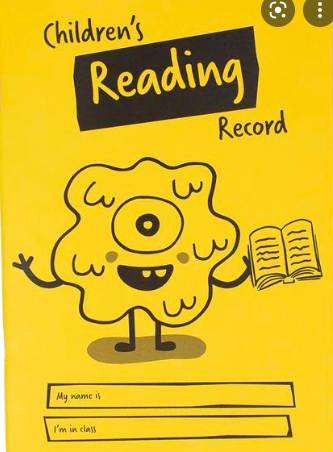 Children's
Reading
Record
My name is
I'm in class